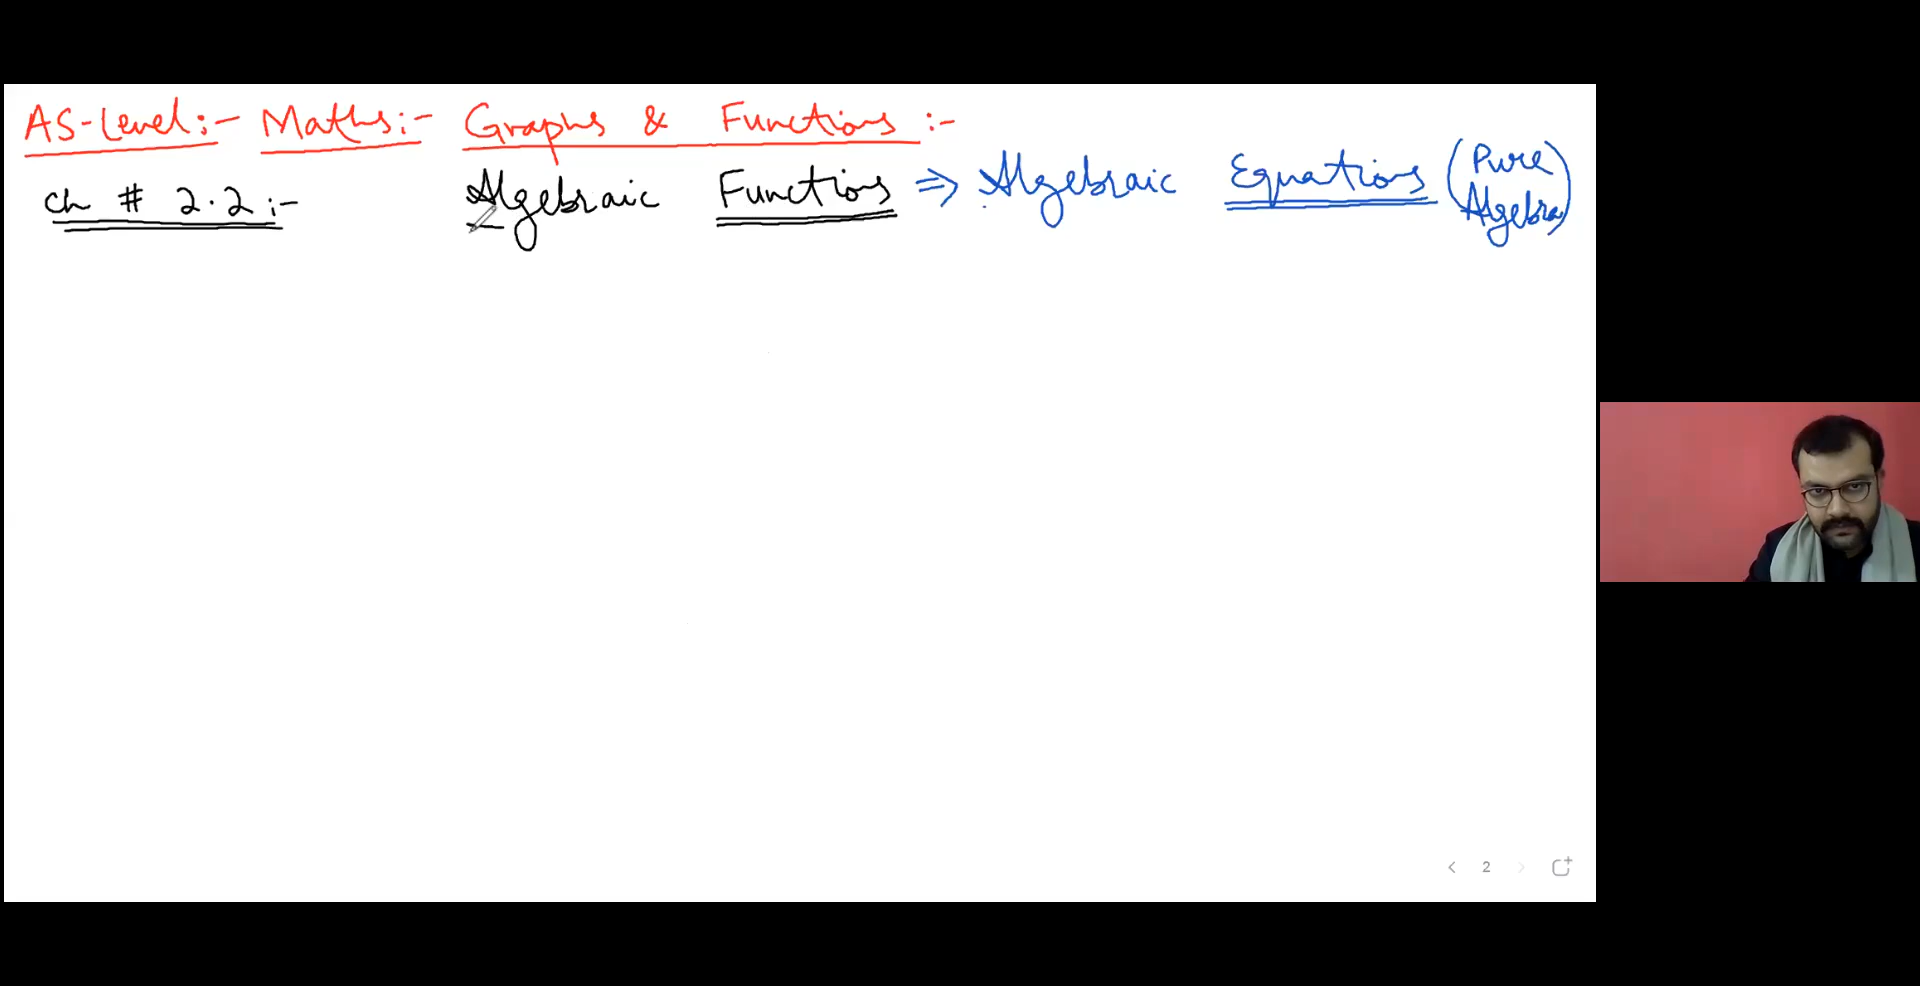 AS-Level:- Maths:- Graphs & Functions :-
Ch # 2.2 :- Algebraic Functions ⇒ Algebraic Equations (Pure Algebra)
2